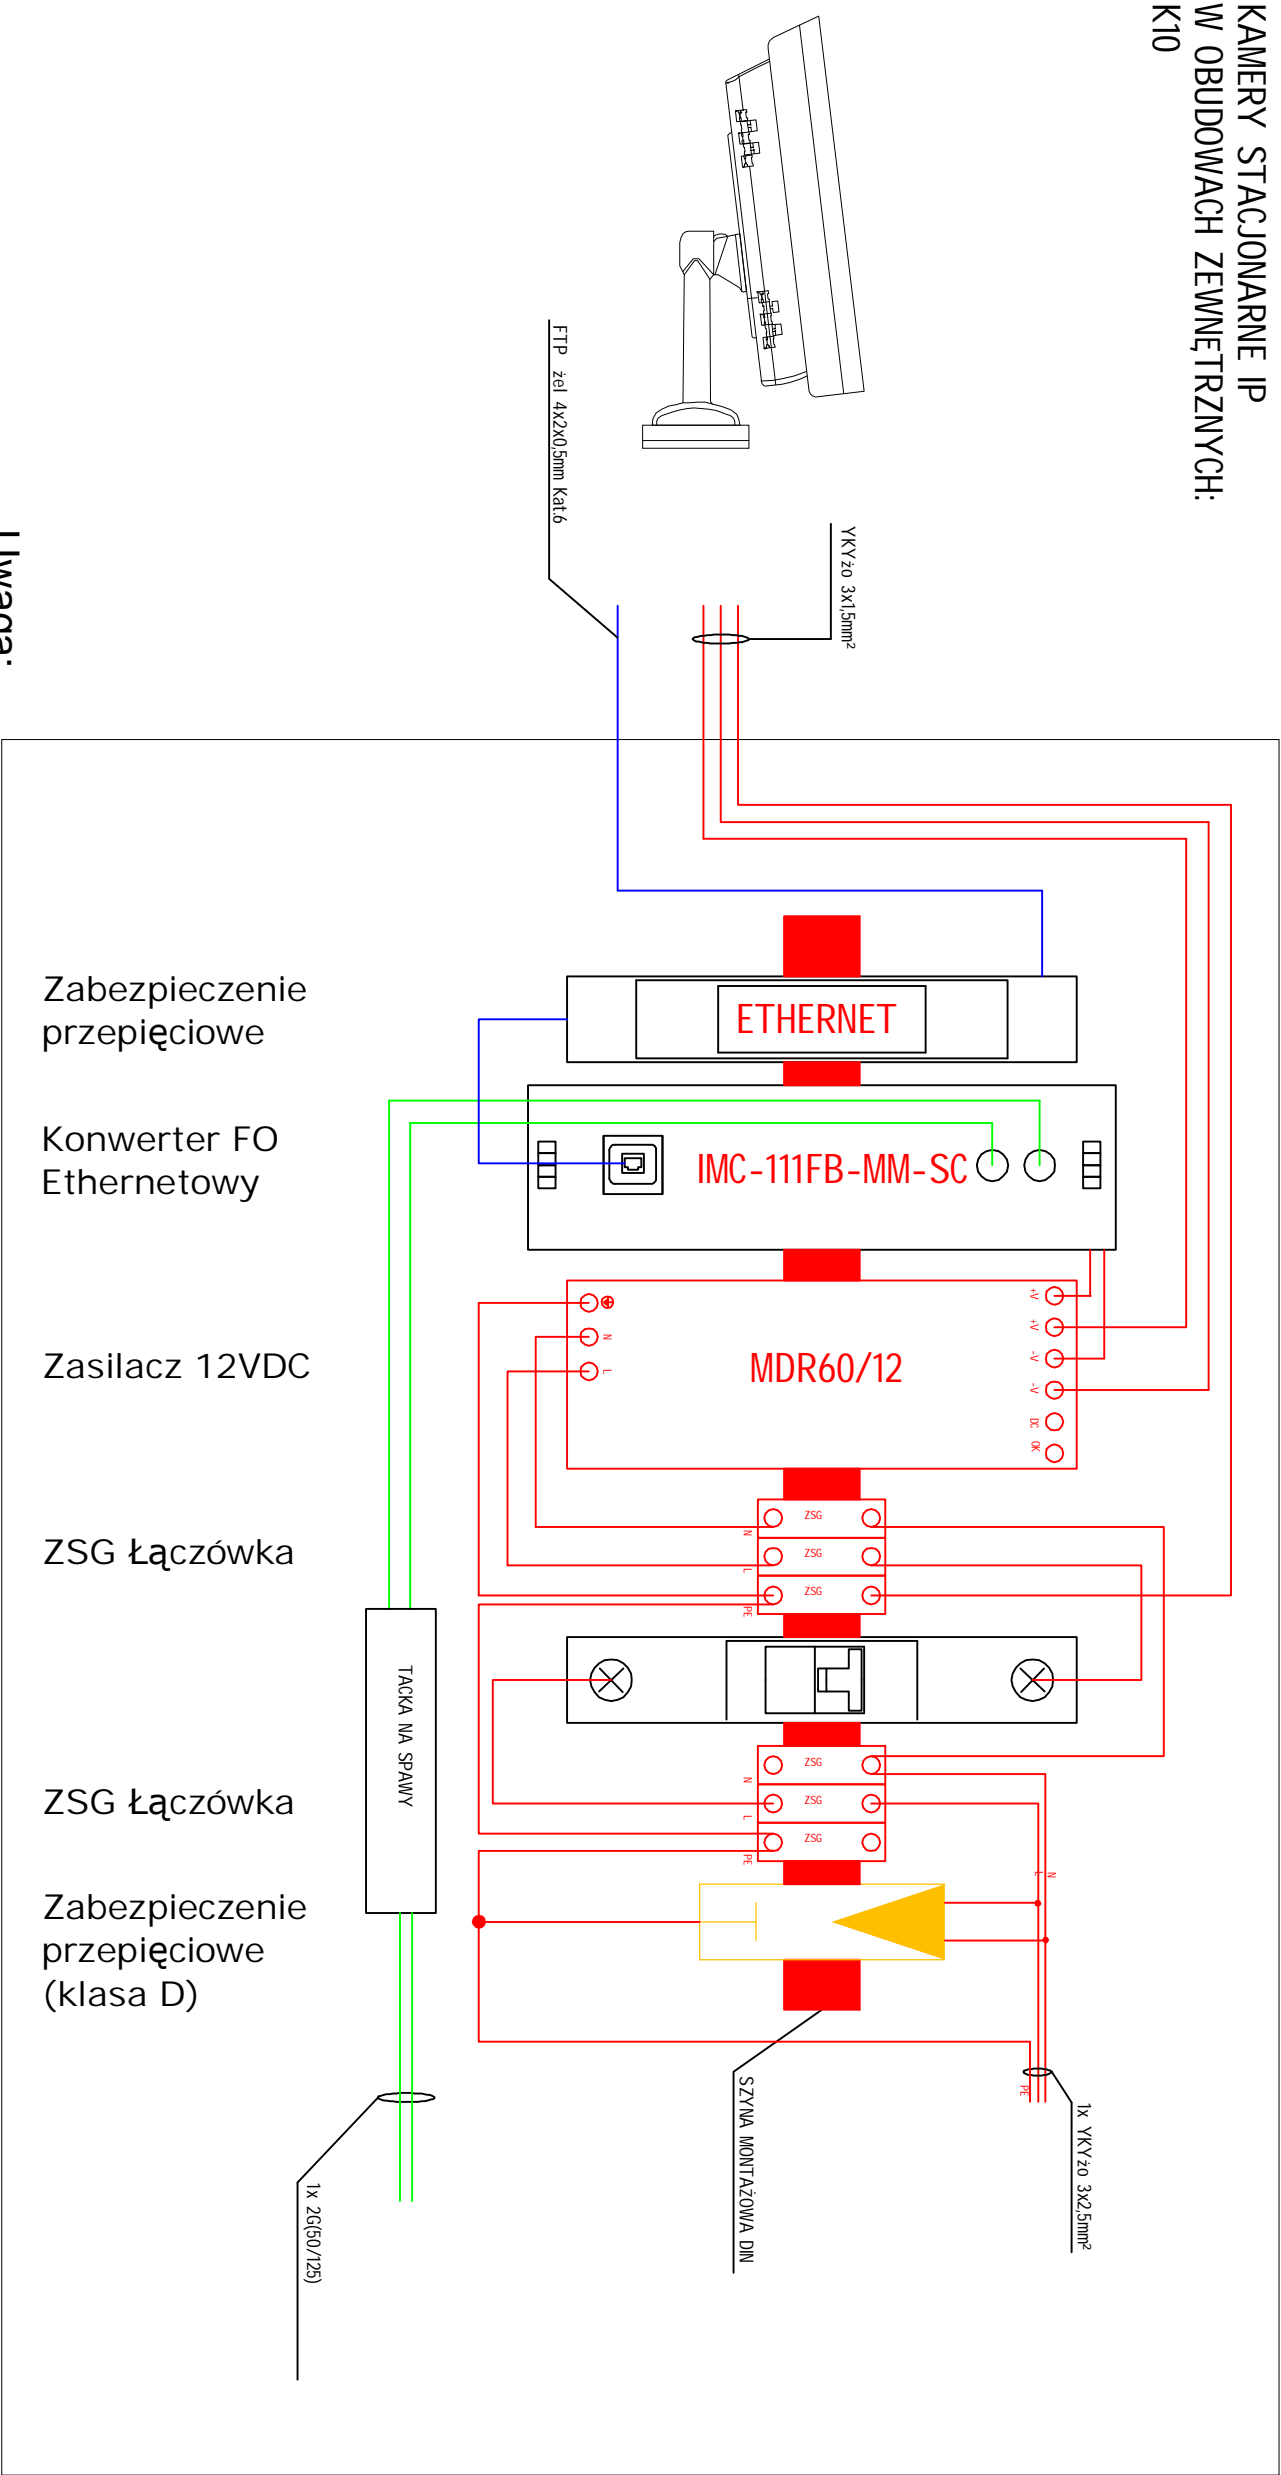 KAMERY STACJONARNE IP
W OBUDOWACH ZEWNĘTRZNYCH:
K10
FTP żel 4x2x0,5mm Kat.6
YKYżo 3x1,5mm²
Uwaga:
Zabezpieczenie
przepięciowe
ETHERNET
Konwerter FO
Ethernetowy
IMC-111FB-MM-SC
Zasilacz 12VDC
MDR60/12
N
L
+V
+V
-V
-V
DC OK
ZSG Łączówka
ZSG
ZSG
ZSG
N
L
PE
TACKA NA SPAWY
ZSG Łączówka
ZSG
ZSG
ZSG
N
L
PE
Zabezpieczenie
przepięciowe
(klasa D)
N
L
PE
SZYNA MONTAŻOWA DIN
1x YKYżo 3x2,5mm²
1x 2G(50/125)